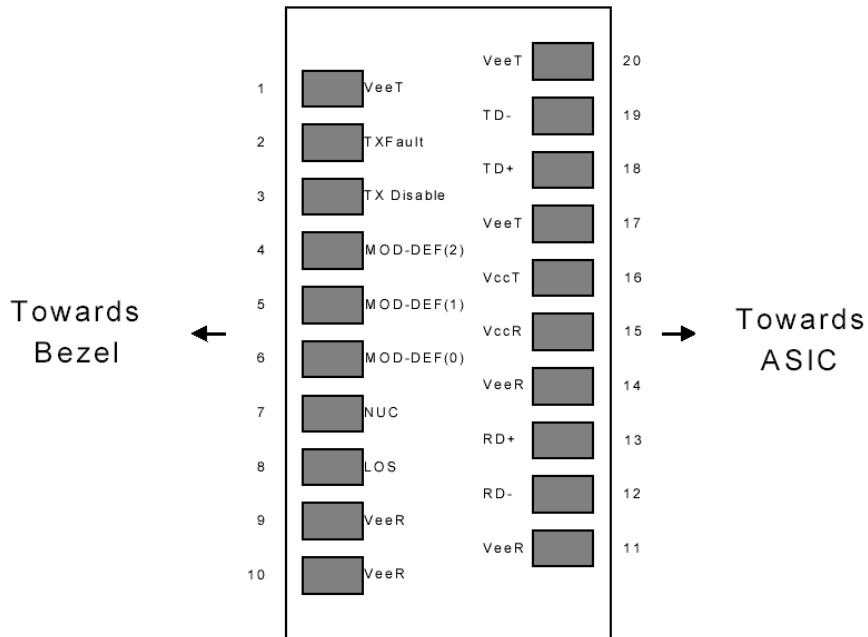 VeeT 20
1 VeeT
TD- 19
2 TXFault
TD+ 18
3 TX Disable
VeeT 17
4 MOD-DEF(2)
VccT 16
5 MOD-DEF(1)
Towards
Bezel
VccR 15
Towards
ASIC
6 MOD-DEF(0)
VeeR 14
7 NUC
RD+ 13
8 LOS
RD- 12
9 VeeR
VeeR 11
10 VeeR